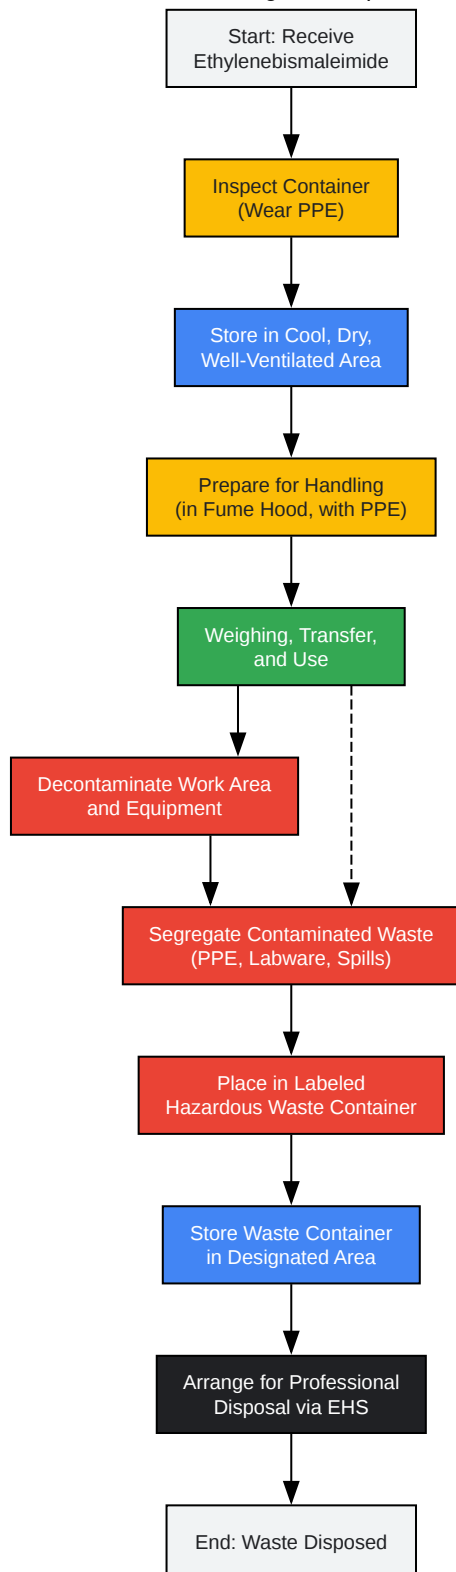 Start: Receive
Ethylenebismaleimide
Inspect Container
(Wear PPE)
Store in Cool, Dry,
Well-Ventilated Area
Prepare for Handling
(in Fume Hood, with PPE)
Weighing, Transfer,
and Use
Decontaminate Work Area
and Equipment
Segregate Contaminated Waste
(PPE, Labware, Spills)
Place in Labeled
Hazardous Waste Container
Store Waste Container
in Designated Area
Arrange for Professional
Disposal via EHS
End: Waste Disposed